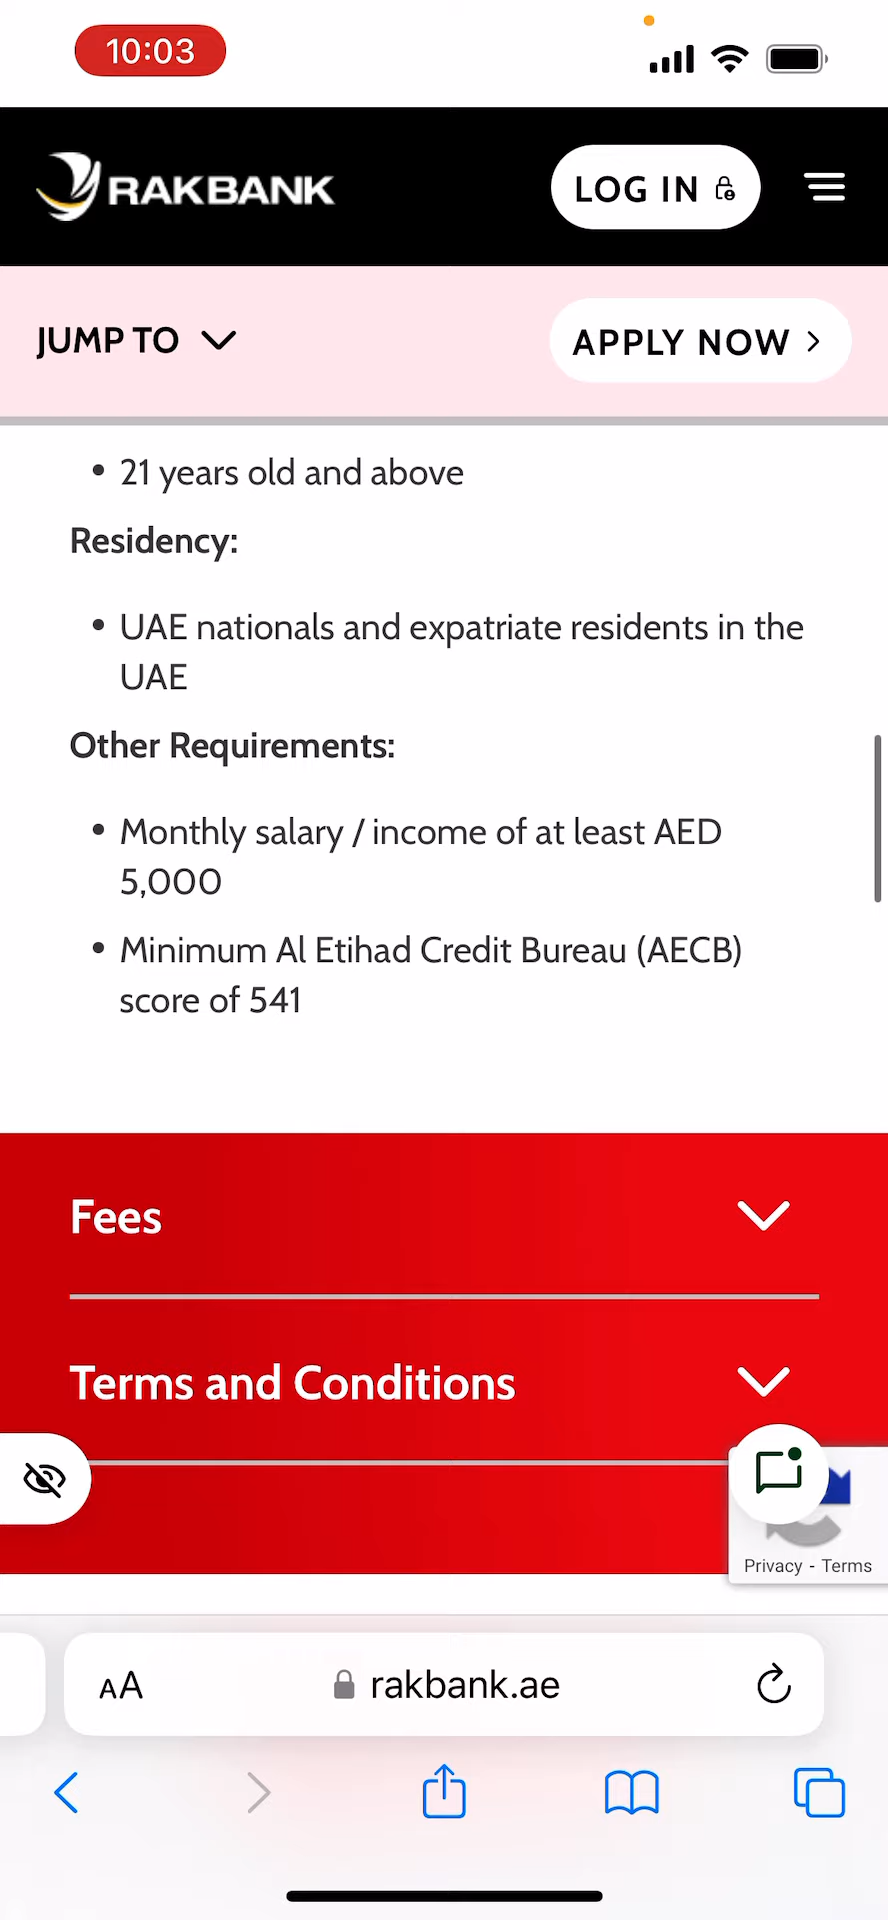 10:03
RAKBANK
LOG IN
JUMP TO
APPLY NOW
• 21 years old and above
Residency:
• UAE nationals and expatriate residents in the
UAE
Other Requirements:
• Monthly salary / income of at least AED
5,000
• Minimum Al Etihad Credit Bureau (AECB)
score of 541
Fees
Terms and Conditions
Privacy - Terms
AA
rakbank.ae